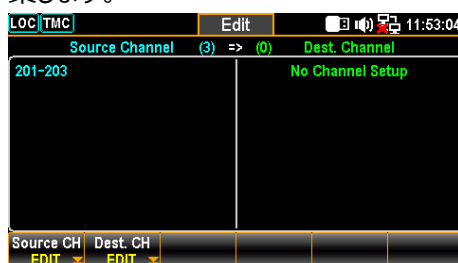 LOC TMC Edit 11:53:04
Source Channel (3) => (0) Dest. Channel
201-203 No Channel Setup
Source CH Dest. CH
EDIT EDIT